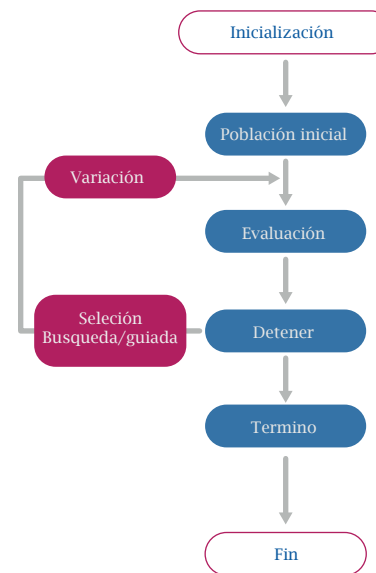 Inicialización
Población inicial
Variación
Evaluación
Seleción
Busqueda/guiada
Detener
Termino
Fin